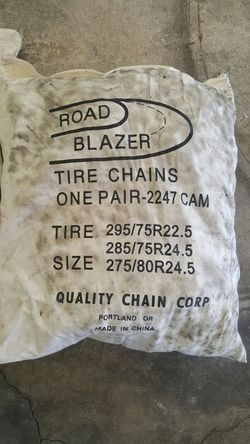 ROAD
BLAZER
TIRE CHAINS
ONE PAIR-2247 CAM
TIRE 295/75R22.5
285/75R24.5
SIZE 275/80R24.5
QUALITY CHAIN CORP
PORTLAND OR
MADE IN CHINA